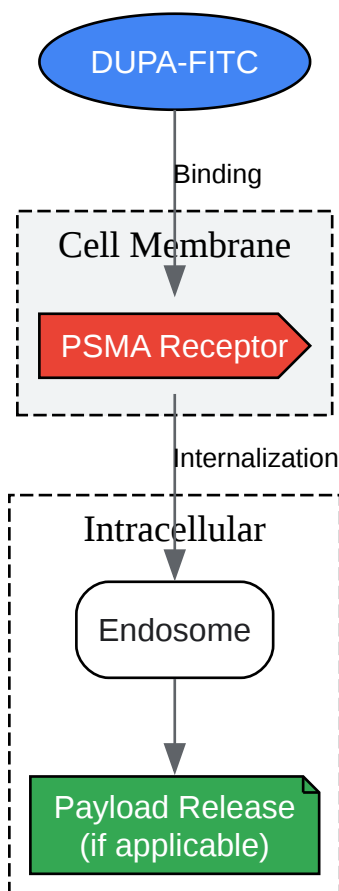 DUPA-FITC
Binding
Cell Membrane
PSMA Receptor
Internalization
Intracellular
Endosome
Payload Release
(if applicable)